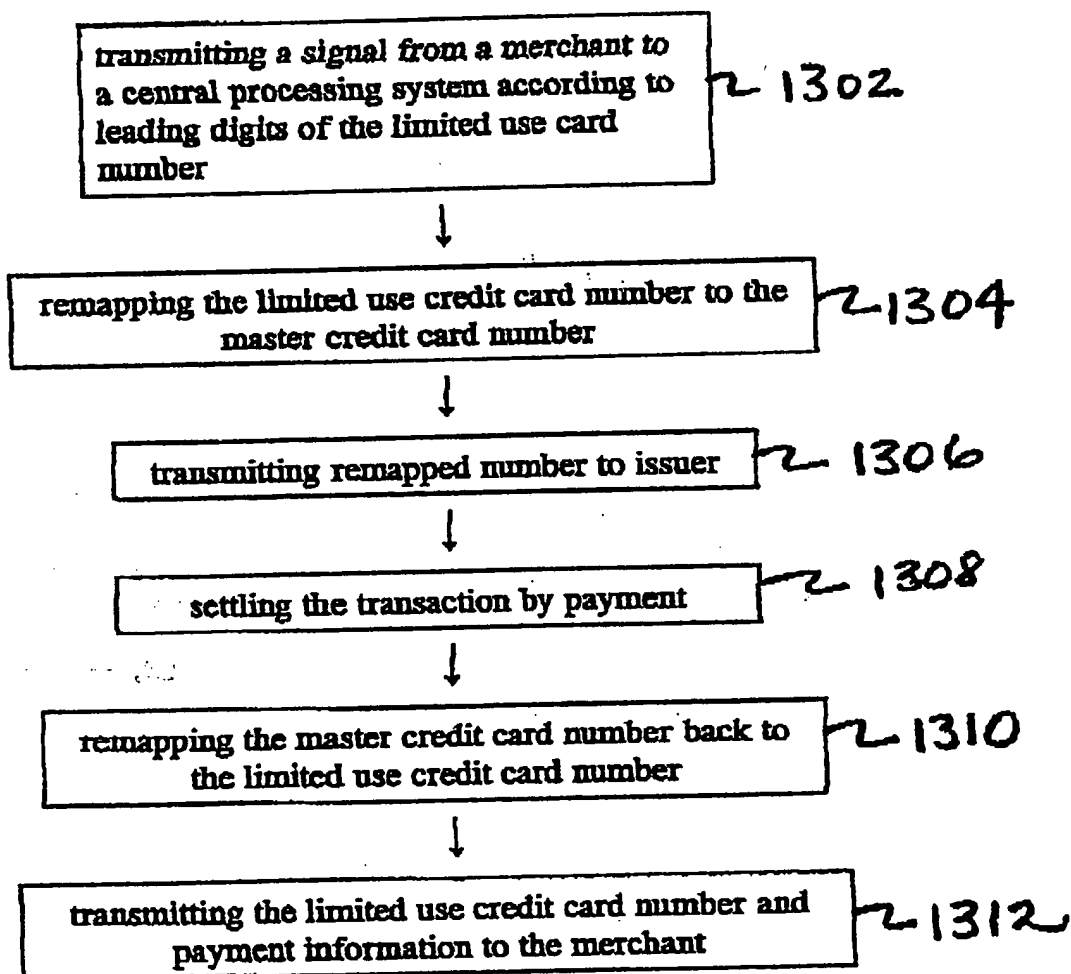 transmitting a signal from a merchant to
a central processing system according to
leading digits of the limited use card
number
1302
remapping the limited use credit card number to the
master credit card number
1304
transmitting remapped number to issuer
1306
settling the transaction by payment
1308
remapping the master credit card number back to
the limited use credit card number
1310
transmitting the limited use credit card number and
payment information to the merchant
1312